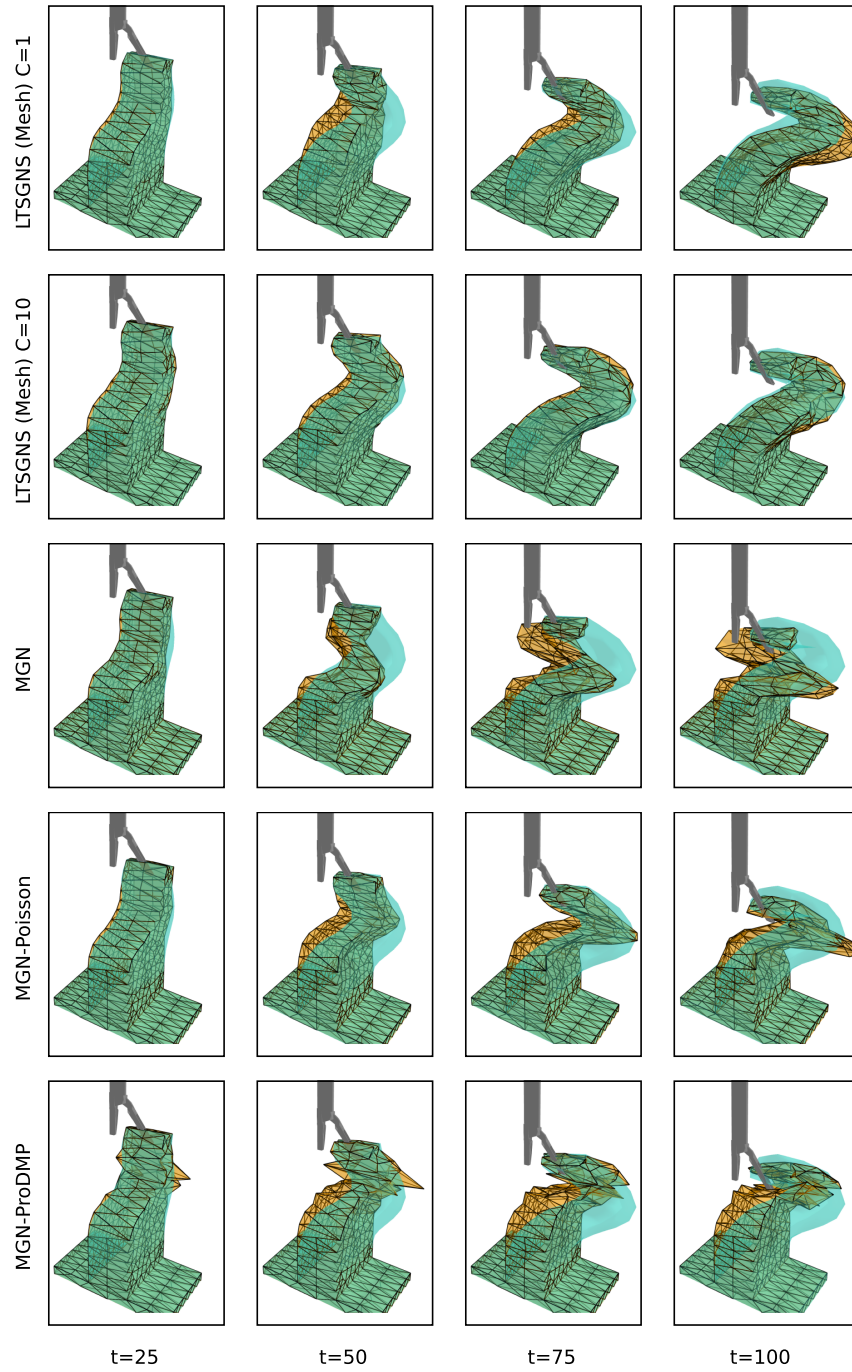 LTSGNS (Mesh) C=1
LTSGNS (Mesh) C=10
MGN
MGN-Poisson
MGN-ProDMP
t=25
t=50
t=75
t=100